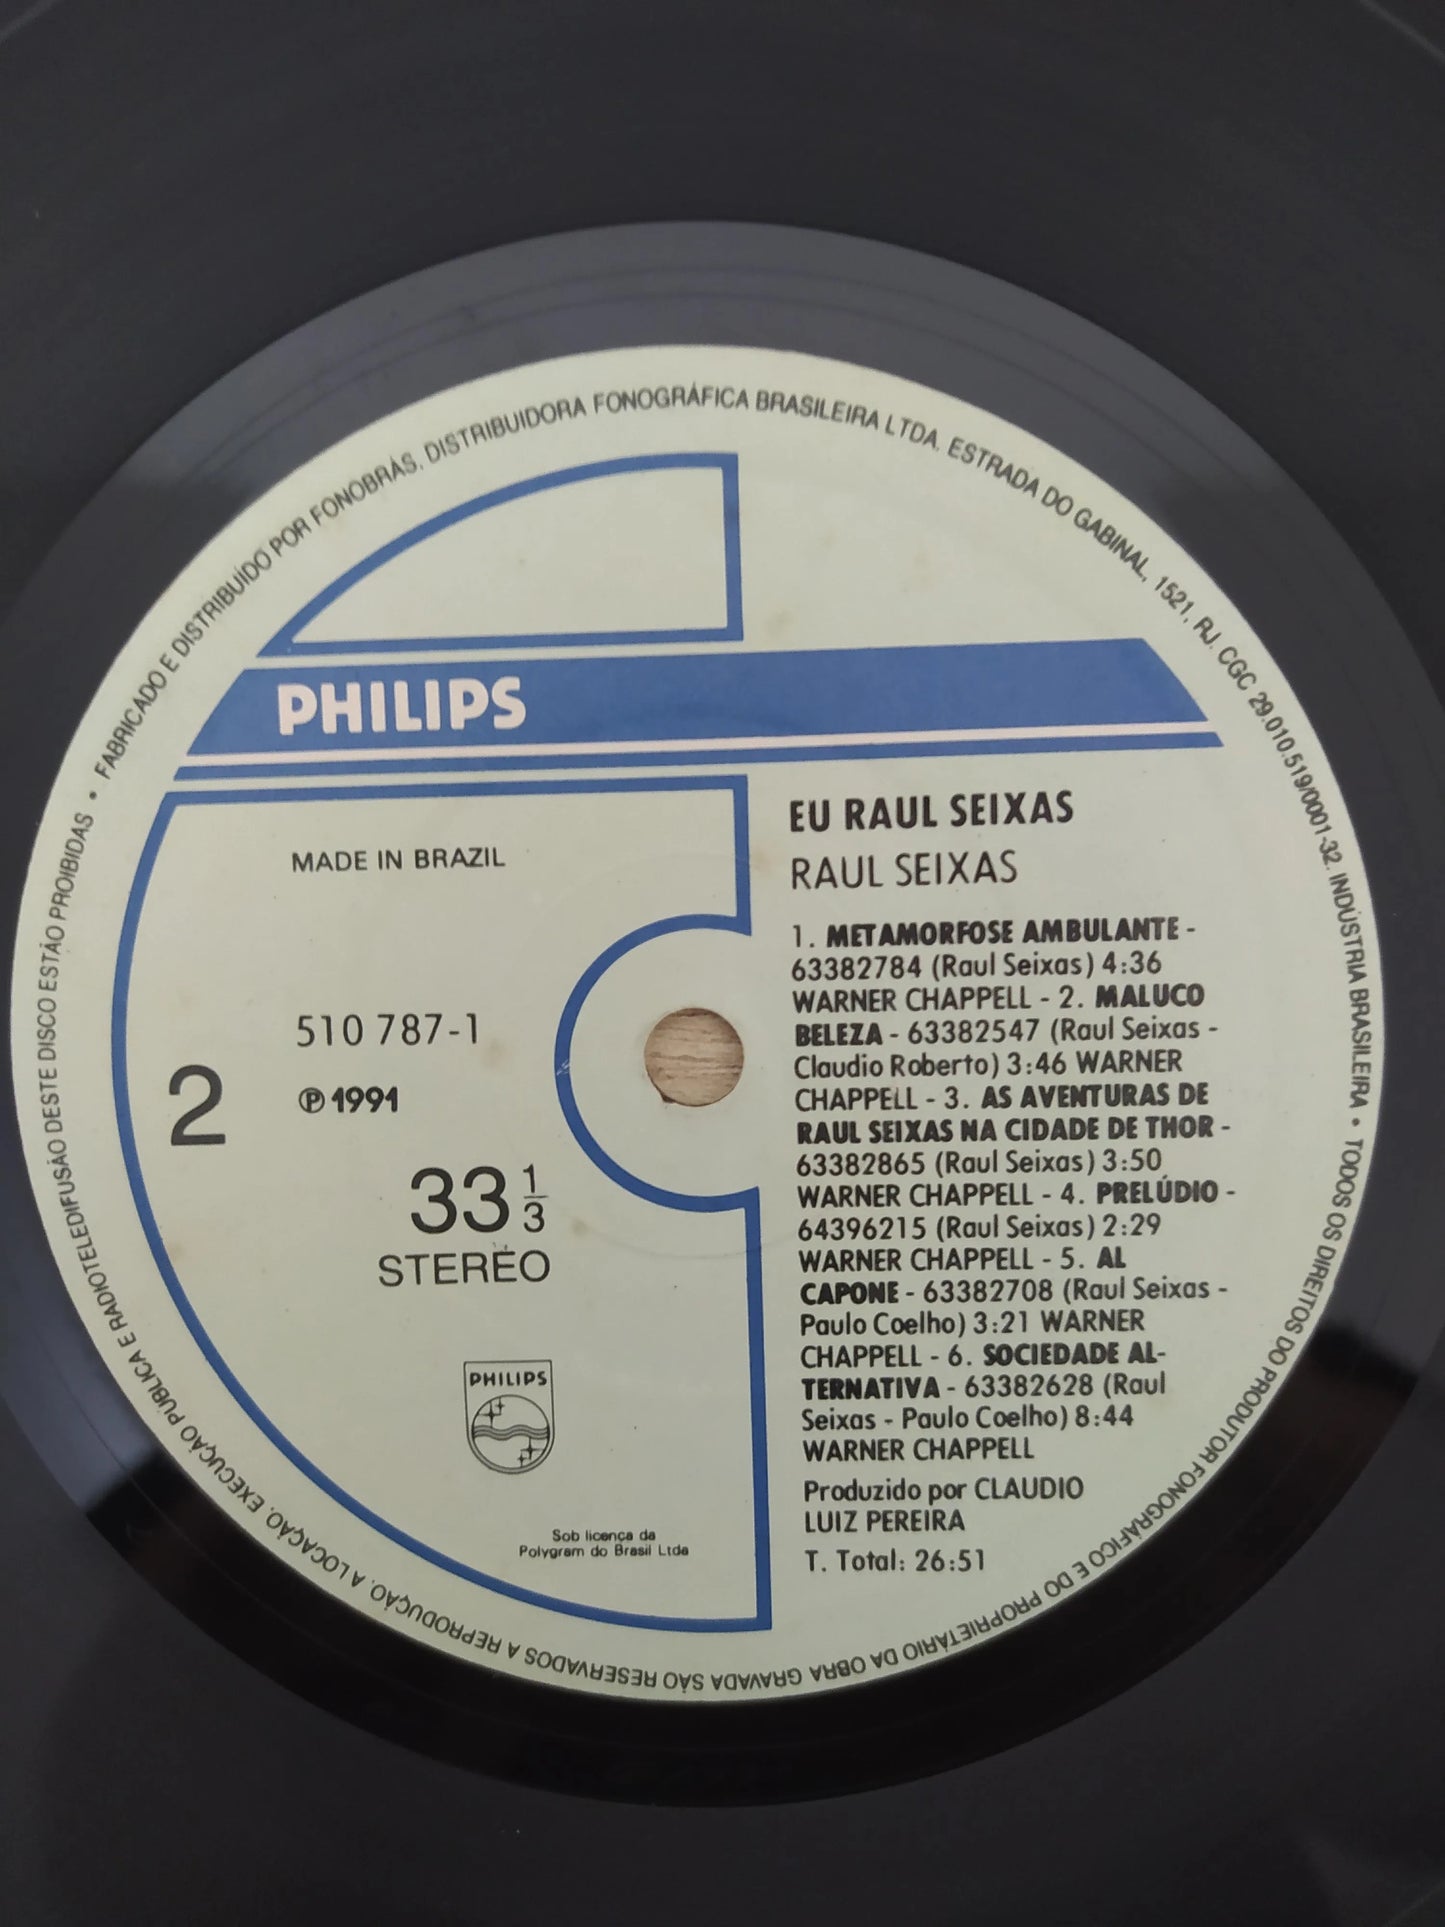 • FABRICADO E DISTRIBUÍDO POR FONOBRÁS, DISTRIBUIDORA FONOGRÁFICA BRASILEIRA LTDA. ESTRADA DO GABINAL, 1521, RJ. CGC 29.010.519/0001-32. INDÚSTRIA BRASILEIRA • TODOS OS DIREITOS DO PRODUTOR FONOGRÁFICO E DO PROPRIETÁRIO DA OBRA GRAVADA SÃO RESERVADOS A REPRODUÇÃO, A LOCAÇÃO, EXECUÇÃO PÚBLICA E RADIOTELEDIFUSÃO DESTE DISCO ESTÃO PROIBIDAS
PHILIPS
MADE IN BRAZIL
510 787-1
2
℗ 1991
33 1/3
STEREO
PHILIPS
Sob licença da
Polygram do Brasil Ltda
EU RAUL SEIXAS
RAUL SEIXAS
1. METAMORFOSE AMBULANTE -
63382784 (Raul Seixas) 4:36
WARNER CHAPPELL - 2. MALUCO
BELEZA - 63382547 (Raul Seixas -
Claudio Roberto) 3:46 WARNER
CHAPPELL - 3. AS AVENTURAS DE
RAUL SEIXAS NA CIDADE DE THOR -
63382865 (Raul Seixas) 3:50
WARNER CHAPPELL - 4. PRELÚDIO -
64396215 (Raul Seixas) 2:29
WARNER CHAPPELL - 5. AL
CAPONE - 63382708 (Raul Seixas -
Paulo Coelho) 3:21 WARNER
CHAPPELL - 6. SOCIEDADE AL-
TERNATIVA - 63382628 (Raul
Seixas - Paulo Coelho) 8:44
WARNER CHAPPELL
Produzido por CLAUDIO
LUIZ PEREIRA
T. Total: 26:51